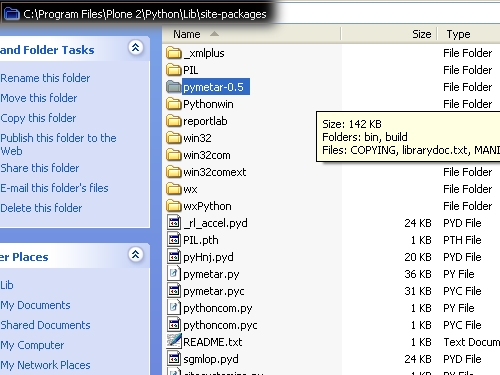 C:\Program Files\Plone 2\Python\Lib\site-packages
and Folder Tasks
Rename this folder
Move this folder
Copy this folder
Publish this folder to the
Web
Share this folder
E-mail this folder's files
Delete this folder
er Places
Lib
My Documents
Shared Documents
My Computer
My Network Places
Name Size Type
_xmlplus File Folder
PIL File Folder
pymetar-0.5 File Folder
Pythonwin File Folder
reportlab
win32
win32com
win32comext File Folder
wx File Folder
wxPython File Folder
Size: 142 KB
Folders: bin, build
Files: COPYING, librarydoc.txt, MANI
_rl_accel.pyd 24 KB PYD File
PIL.pth 1 KB PTH File
pyHnj.pyd 20 KB PYD File
pymetar.py 36 KB PY File
pymetar.pyc 31 KB PYC File
pythoncom.py 1 KB PY File
pythoncom.pyc 1 KB PYC File
README.txt 1 KB Text Docum
sgmlop.pyd 24 KB PYD File